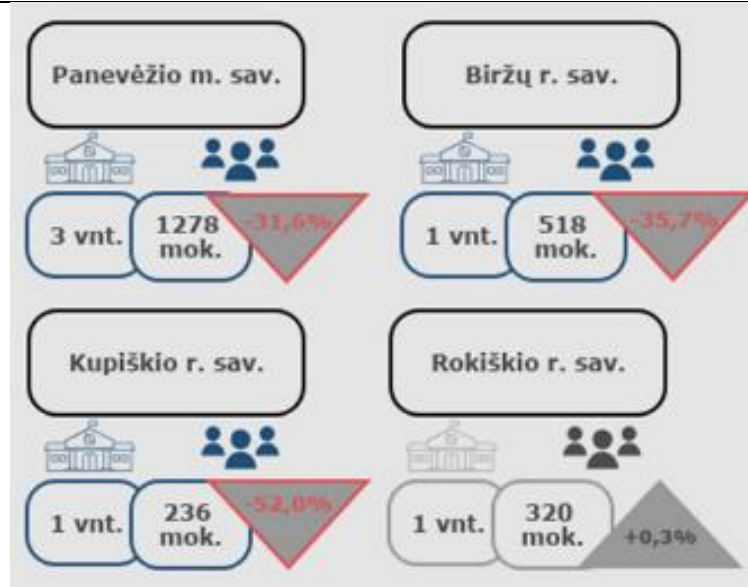 Panevėžio m. sav.
Biržų r. sav.
3 vnt.
1278
mok.
-31,6%
1 vnt.
518
mok.
-35,7%
Kupiškio r. sav.
Rokiškio r. sav.
1 vnt.
236
mok.
-52,0%
1 vnt.
320
mok.
+0,3%